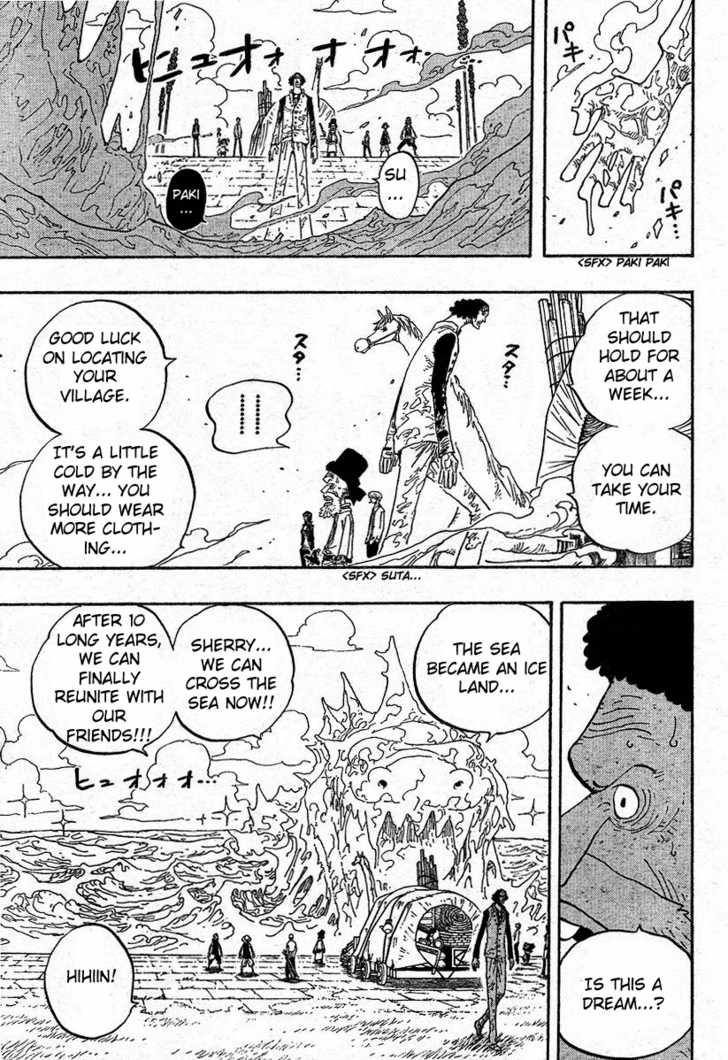 パキ
パキ…
<SFX> PAKI PAKI
ヒュオォ オ オォ…
SU
...
PAKI
...
THAT
SHOULD
HOLD FOR
ABOUT A
WEEK...
YOU CAN
TAKE YOUR
TIME.
スタ…
スタ…
<SFX> SUTA...
GOOD LUCK
ON LOCATING
YOUR
VILLAGE.
IT'S A LITTLE
COLD BY THE
WAY... YOU
SHOULD WEAR
MORE CLOTH-
ING...
IS THIS A
DREAM...?
THE SEA
BECAME AN ICE
LAND...
SHERRY...
WE CAN
CROSS THE
SEA NOW!!
AFTER 10
LONG YEARS,
WE CAN
FINALLY
REUNITE WITH
OUR
FRIENDS!!!
ヒュオォオ…
HIHIIN!